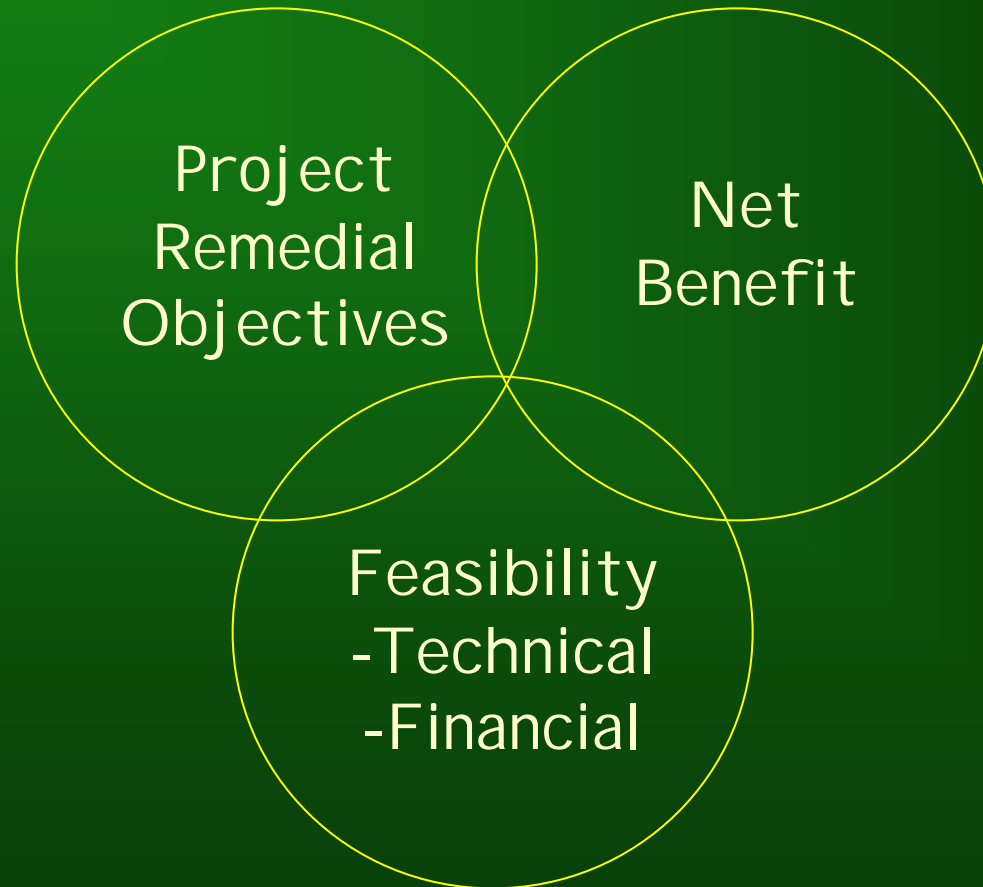 Project
Remedial
Objectives
Net
Benefit
Feasibility
-Technical
-Financial